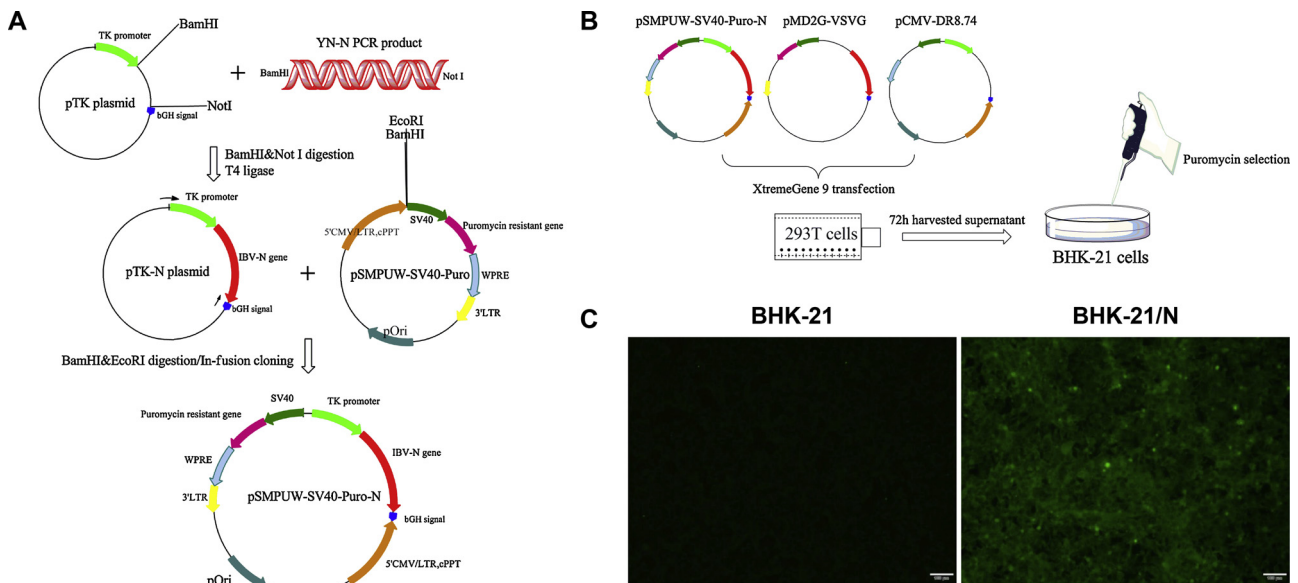 A
BamHI
TK promoter
YN-N PCR product
BamHI
Not I
pTK plasmid
NotI
bGH signal
BamHI&Not I digestion
T4 ligase
EcoRI
BamHI
TK promoter
SV40
Puromycin resistant gene
5'CMV/LTR,cPPT
IBV-N gene
pTK-N plasmid
pSMPUW-SV40-Puro
WPRE
bGH signal
3'LTR
pOri
BamHI&EcoRI digestion/In-fusion cloning
SV40
TK promoter
Puromycin resistant gene
IBV-N gene
WPRE
3'LTR
pSMPUW-SV40-Puro-N
bGH signal
5'CMV/LTR,cPPT
pOri
B
pSMPUW-SV40-Puro-N
pMD2G-VSVG
pCMV-DR8.74
XtremeGene 9 transfection
Puromycin selection
293T cells
72h harvested supernatant
BHK-21 cells
C
BHK-21
BHK-21/N